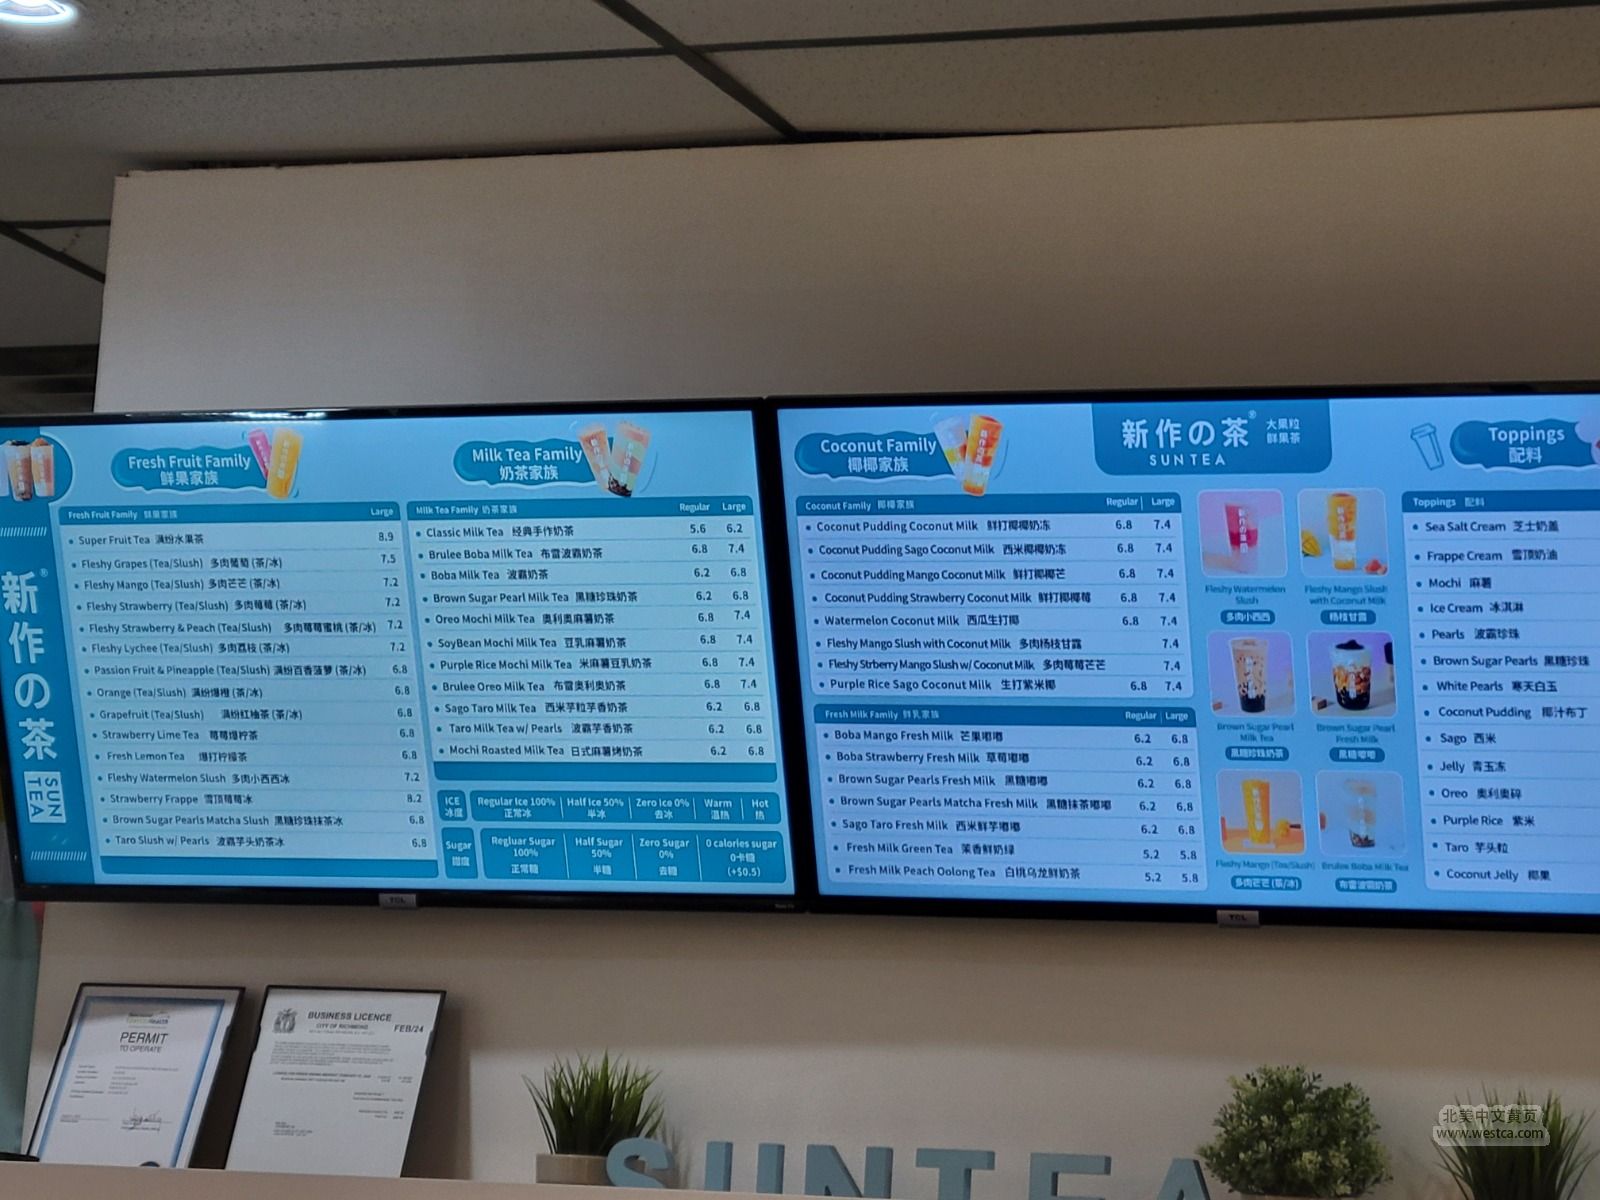 新作の茶®
SUN TEA
Fresh Fruit Family
鲜果家族
Fresh Fruit Family 鲜果家族 Large
Super Fruit Tea 满纷水果茶 8.9
Fleshy Grapes (Tea/Slush) 多肉葡萄 (茶/冰) 7.5
Fleshy Mango (Tea/Slush) 多肉芒芒 (茶/冰) 7.2
Fleshy Strawberry (Tea/Slush) 多肉莓莓 (茶/冰) 7.2
Fleshy Strawberry & Peach (Tea/Slush) 多肉莓莓蜜桃 (茶/冰) 7.2
Fleshy Lychee (Tea/Slush) 多肉荔枝 (茶/冰) 7.2
Passion Fruit & Pineapple (Tea/Slush) 满纷百香菠萝 (茶/冰) 6.8
Orange (Tea/Slush) 满纷爆橙 (茶/冰) 6.8
Grapefruit (Tea/Slush) 满纷红柚茶 (茶/冰) 6.8
Strawberry Lime Tea 莓莓爆柠茶 6.8
Fresh Lemon Tea 爆打柠檬茶 6.8
Fleshy Watermelon Slush 多肉小西西冰 7.2
Strawberry Frappe 雪顶莓莓冰 8.2
Brown Sugar Pearls Matcha Slush 黑糖珍珠抹茶冰 6.8
Taro Slush w/ Pearls 波霸芋头奶茶冰 6.8
Milk Tea Family
奶茶家族
Milk Tea Family 奶茶家族 Regular Large
Classic Milk Tea 经典手作奶茶 5.6 6.2
Brulee Boba Milk Tea 布雷波霸奶茶 6.8 7.4
Boba Milk Tea 波霸奶茶 6.2 6.8
Brown Sugar Pearl Milk Tea 黑糖珍珠奶茶 6.2 6.8
Oreo Mochi Milk Tea 奥利奥麻薯奶茶 6.8 7.4
SoyBean Mochi Milk Tea 豆乳麻薯奶茶 6.8 7.4
Purple Rice Mochi Milk Tea 米麻薯豆乳奶茶 6.8 7.4
Brulee Oreo Milk Tea 布雷奥利奥奶茶 6.8 7.4
Sago Taro Milk Tea 西米芋粒芋香奶茶 6.2 6.8
Taro Milk Tea w/ Pearls 波霸芋香奶茶 6.2 6.8
Mochi Roasted Milk Tea 日式麻薯烤奶茶 6.2 6.8
ICE 冰度 Regular Ice 100% 正常冰 Half Ice 50% 半冰 Zero Ice 0% 去冰 Warm 温热 Hot 热
Sugar 甜度 Regluar Sugar 100% 正常糖 Half Sugar 50% 半糖 Zero Sugar 0% 去糖 0 calories sugar 0卡糖 (+$0.5)
TCL
Coconut Family
椰椰家族
Coconut Family 椰椰家族 Regular Large
Coconut Pudding Coconut Milk 鲜打椰椰奶冻 6.8 7.4
Coconut Pudding Sago Coconut Milk 西米椰椰奶冻 6.8 7.4
Coconut Pudding Mango Coconut Milk 鲜打椰椰芒 6.8 7.4
Coconut Pudding Strawberry Coconut Milk 鲜打椰椰莓 6.8 7.4
Watermelon Coconut Milk 西瓜生打椰 6.8 7.4
Fleshy Mango Slush with Coconut Milk 多肉杨枝甘露 7.4
Fleshy Strberry Mango Slush w/ Coconut Milk 多肉莓莓芒芒 7.4
Purple Rice Sago Coconut Milk 生打紫米椰 6.8 7.4
Fresh Milk Family 鲜乳家族 Regular Large
Boba Mango Fresh Milk 芒果嘟嘟 6.2 6.8
Boba Strawberry Fresh Milk 草莓嘟嘟 6.2 6.8
Brown Sugar Pearls Fresh Milk 黑糖嘟嘟 6.2 6.8
Brown Sugar Pearls Matcha Fresh Milk 黑糖抹茶嘟嘟 6.2 6.8
Sago Taro Fresh Milk 西米鲜芋嘟嘟 6.2 6.8
Fresh Milk Green Tea 茉香鲜奶绿 5.2 5.8
Fresh Milk Peach Oolong Tea 白桃乌龙鲜奶茶 5.2 5.8
新作の茶® 大果粒 鲜果茶
SUNTEA
Fleshy Watermelon Slush
多肉小西西
Fleshy Mango Slush with Coconut Milk
杨枝甘露
Brown Sugar Pearl Milk Tea
黑糖珍珠奶茶
Brown Sugar Pearl Fresh Milk
黑糖嘟嘟
Fleshy Mango (Tea/Slush)
多肉芒芒 (茶/冰)
Brulee Boba Milk Tea
布雷波霸奶茶
Toppings
配料
Toppings 配料
Sea Salt Cream 芝士奶盖
Frappe Cream 雪顶奶油
Mochi 麻薯
Ice Cream 冰淇淋
Pearls 波霸珍珠
Brown Sugar Pearls 黑糖珍珠
White Pearls 寒天白玉
Coconut Pudding 椰汁布丁
Sago 西米
Jelly 青玉冻
Oreo 奥利奥碎
Purple Rice 紫米
Taro 芋头粒
Coconut Jelly 椰果
TCL
PERMIT
TO OPERATE
BUSINESS LICENCE
CITY OF RICHMOND
FEB/24
SUNTEA
北美中文黄页
www.westca.com